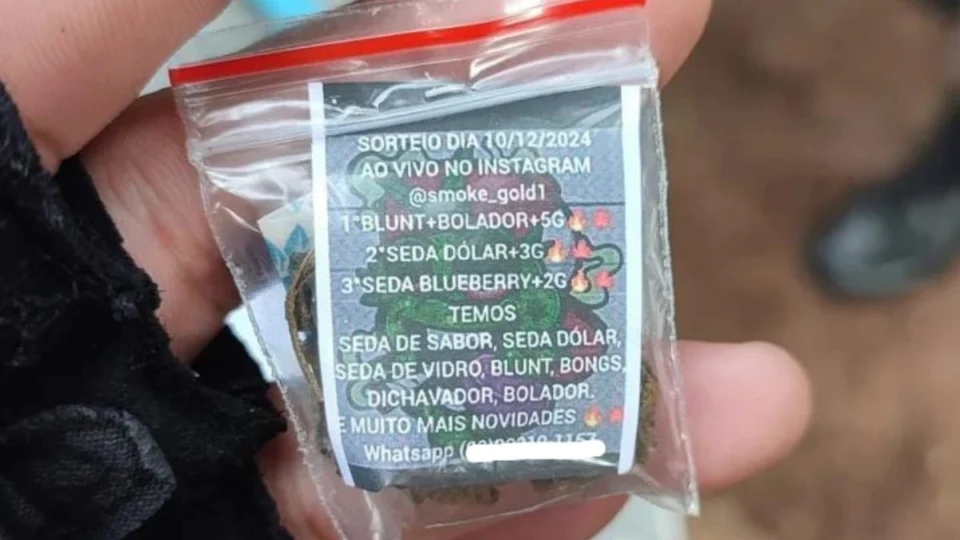 SORTEIO DIA 10/12/2024
AO VIVO NO INSTAGRAM
@smoke_gold1
1°BLUNT+BOLADOR+5G🔥🍁
2°SEDA DÓLAR+3G🔥🍁
3°SEDA BLUEBERRY+2G🔥🍁
TEMOS
SEDA DE SABOR, SEDA DÓLAR,
SEDA DE VIDRO, BLUNT, BONGS,
DICHAVADOR, BOLADOR.
E MUITO MAIS NOVIDADES 🔥🍁
Whatsapp